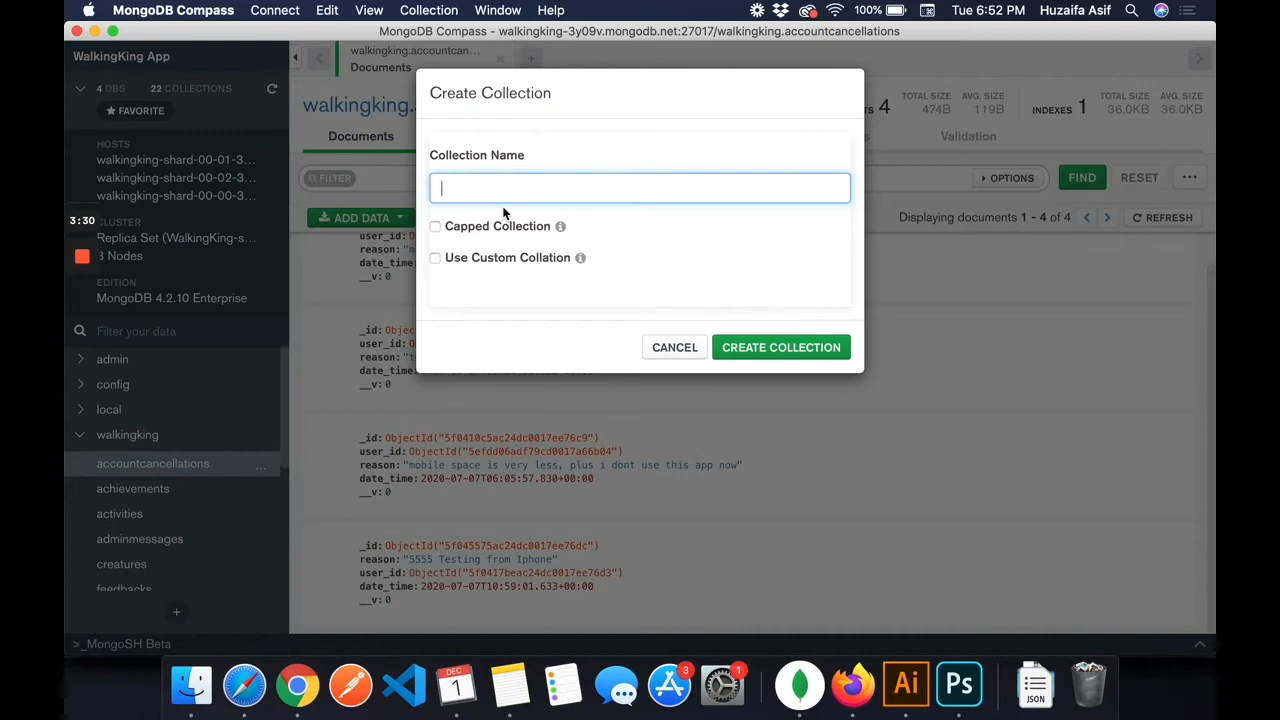 MongoDB Compass Connect Edit View Collection Window Help 100% Tue 6:52 PM Huzaifa Asif
MongoDB Compass - walkingking-3y09v.mongodb.net:27017/walkingking.accountcancellations
WalkingKing App
4 DBS 22 COLLECTIONS
★ FAVORITE
HOSTS
walkingking-shard-00-01-3...
walkingking-shard-00-02-3...
walkingking-shard-00-00-3...
3:30
CLUSTER
Replica Set (WalkingKing-s...
3 Nodes
EDITION
MongoDB 4.2.10 Enterprise
Filter your data
admin
config
local
walkingking
accountcancellations ...
achievements
activities
adminmessages
creatures
feedbacks
+
walkingking.accountcan...
Documents
walkingking.
4 TOTAL SIZE 474B AVG. SIZE 119B INDEXES 1 TOTAL SIZE 36.0KB AVG. SIZE 36.0KB
Documents
Validation
FILTER
OPTIONS FIND RESET ...
ADD DATA
Displaying documents 1 - 4 of 4 REFRESH
Create Collection
Collection Name
Capped Collection
Use Custom Collation
CANCEL CREATE COLLECTION
user_id: Obje
reason: "m
date_time:
__v: 0
_id: Objec
user_id: Obje
reason: "t
date_time:
__v: 0
_id: ObjectId("5f0410c5ac24dc0017ee76c9")
user_id: ObjectId("5efdd06adf79cd0017a66b04")
reason: "mobile space is very less, plus i dont use this app now"
date_time: 2020-07-07T06:05:57.830+00:00
__v: 0
_id: ObjectId("5f045575ac24dc0017ee76dc")
reason: "5555 Testing from Iphone"
user_id: ObjectId("5f0417beac24dc0017ee76d3")
date_time: 2020-07-07T10:59:01.633+00:00
__v: 0
>_MongoSH Beta
DEC
1
3
1
Ai
Ps
JSON